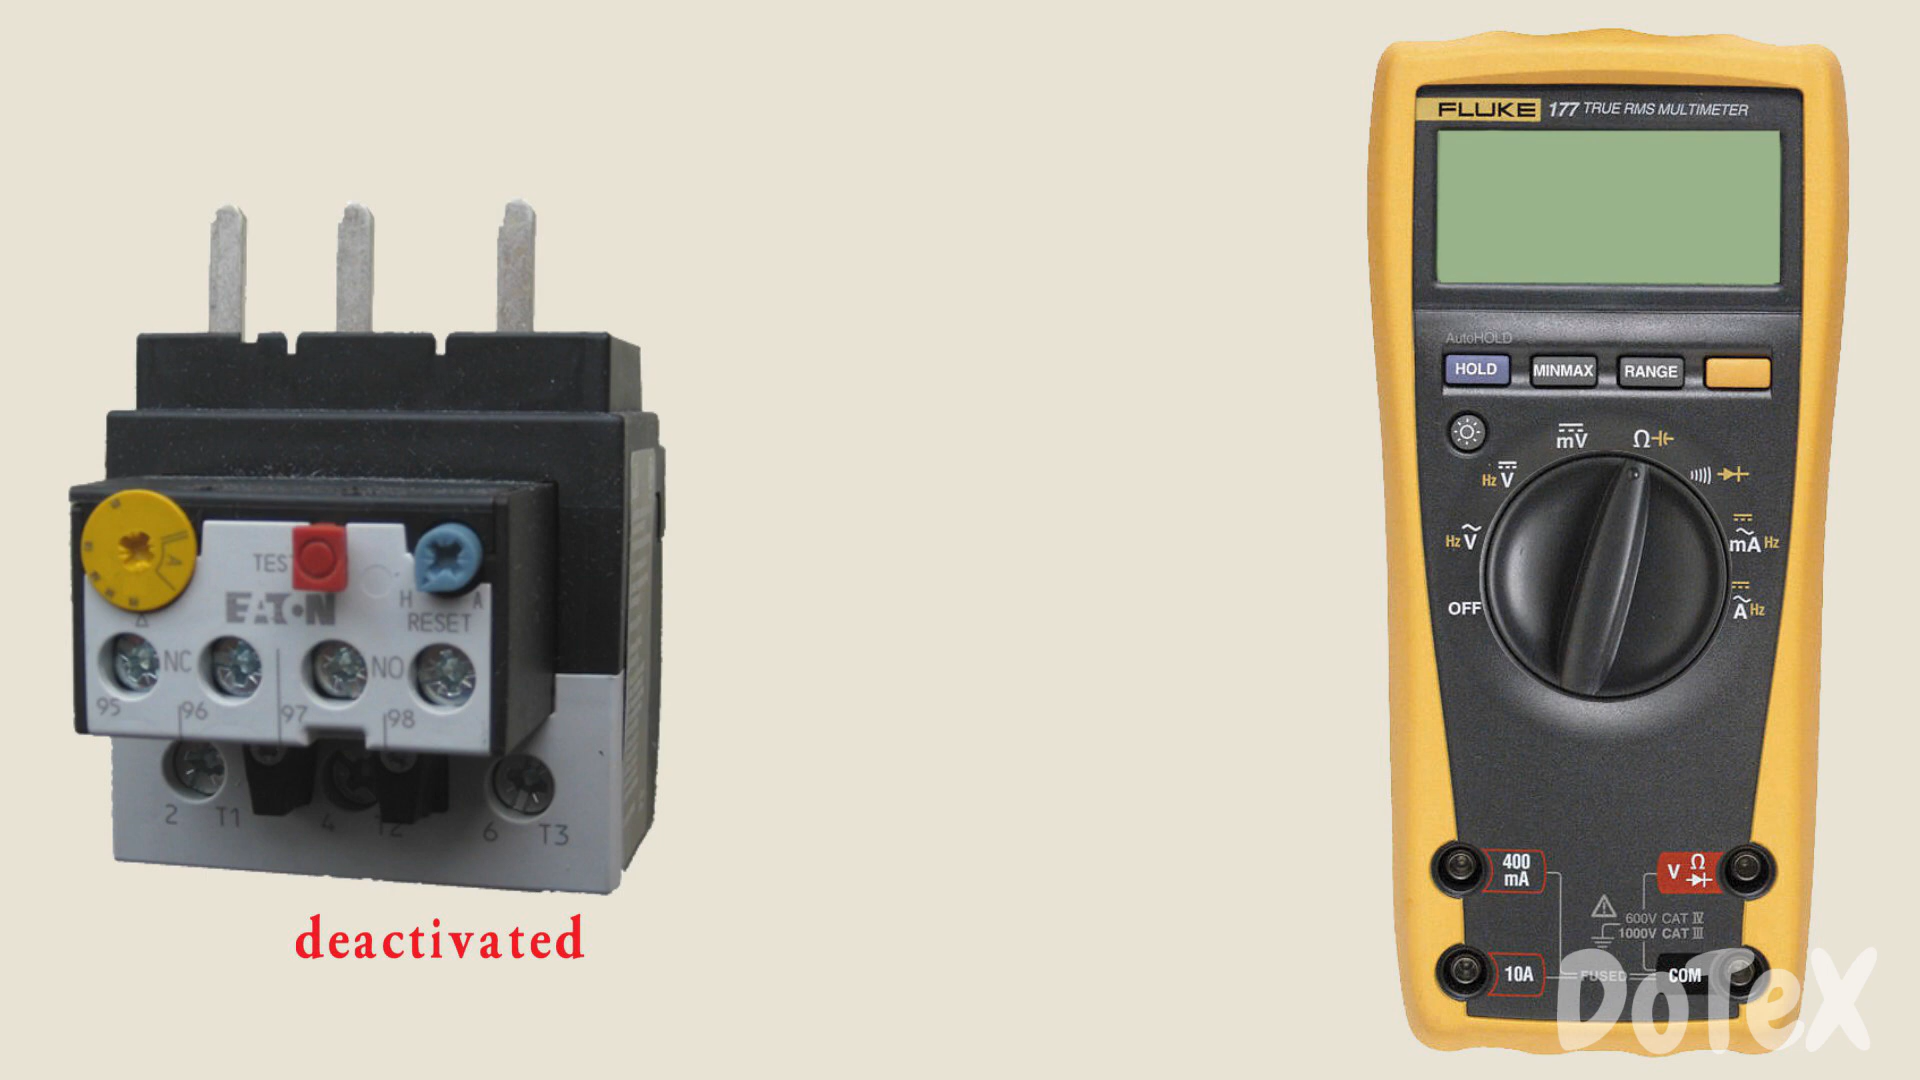 FLUKE 177 TRUE RMS MULTIMETER
AutoHOLD
HOLD MINMAX RANGE
mV Ω
Hz V
Hz V
mA Hz
OFF
A Hz
TEST
H A
EATON
RESET
NC NO
95 96 97 98
2 T1 4 T2 6 T3
400 mA
V Ω
600V CAT IV
1000V CAT III
10A FUSED COM
deactivated
DoTeX